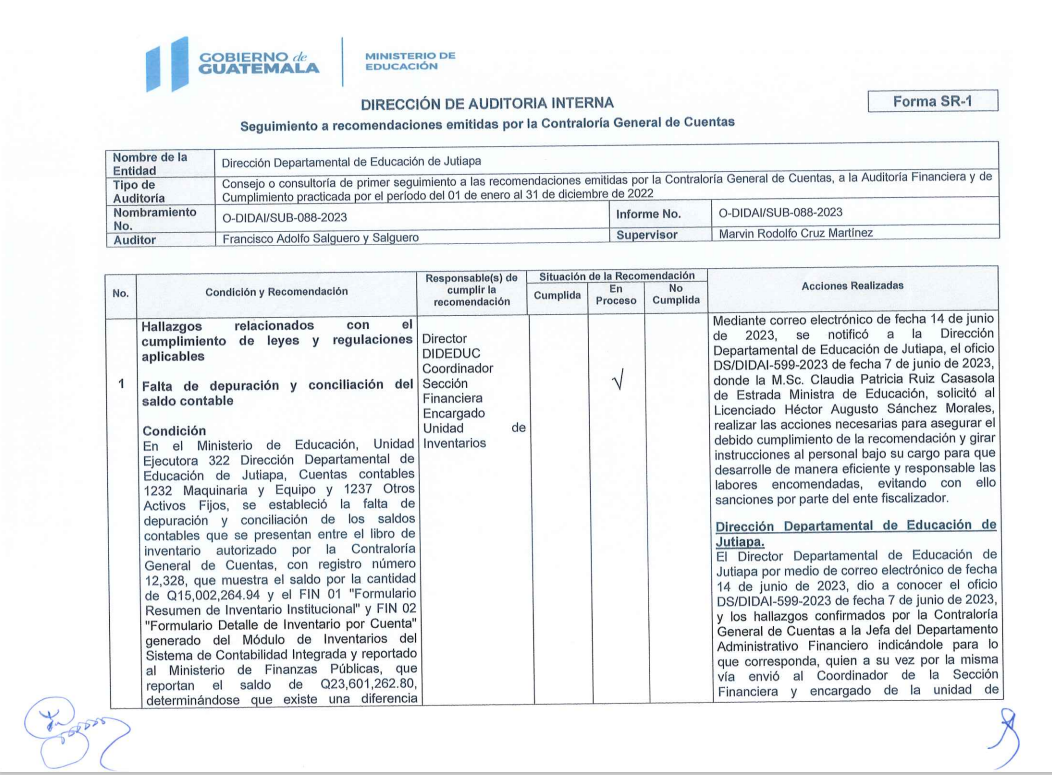 GOBIERNO de
GUATEMALA
MINISTERIO DE
EDUCACIÓN
DIRECCIÓN DE AUDITORIA INTERNA
Forma SR-1
Seguimiento a recomendaciones emitidas por la Contraloría General de Cuentas
Nombre de la
Entidad
Dirección Departamental de Educación de Jutiapa
Tipo de
Auditoría
Consejo o consultoría de primer seguimiento a las recomendaciones emitidas por la Contraloría General de Cuentas, a la Auditoría Financiera y de
Cumplimiento practicada por el período del 01 de enero al 31 de diciembre de 2022
Nombramiento
No.
O-DIDAI/SUB-088-2023
Informe No.
O-DIDAI/SUB-088-2023
Auditor
Francisco Adolfo Salguero y Salguero
Supervisor
Marvin Rodolfo Cruz Martínez
No.
Condición y Recomendación
Responsable(s) de
cumplir la
recomendación
Situación de la Recomendación
Cumplida
En
Proceso
No
Cumplida
Acciones Realizadas
1
Hallazgos relacionados con el
cumplimiento de leyes y regulaciones
aplicables
Falta de depuración y conciliación del
saldo contable
Condición
En el Ministerio de Educación, Unidad
Ejecutora 322 Dirección Departamental de
Educación de Jutiapa, Cuentas contables
1232 Maquinaria y Equipo y 1237 Otros
Activos Fijos, se estableció la falta de
depuración y conciliación de los saldos
contables que se presentan entre el libro de
inventario autorizado por la Contraloría
General de Cuentas, con registro número
12,328, que muestra el saldo por la cantidad
de Q15,002,264.94 y el FIN 01 "Formulario
Resumen de Inventario Institucional" y FIN 02
"Formulario Detalle de Inventario por Cuenta"
generado del Módulo de Inventarios del
Sistema de Contabilidad Integrada y reportado
al Ministerio de Finanzas Públicas, que
reportan el saldo de Q23,601,262.80,
determinándose que existe una diferencia
Director
DIDEDUC
Coordinador
Sección
Financiera
Encargado
Unidad de
Inventarios
√
Mediante correo electrónico de fecha 14 de junio
de 2023, se notificó a la Dirección
Departamental de Educación de Jutiapa, el oficio
DS/DIDAI-599-2023 de fecha 7 de junio de 2023,
donde la M.Sc. Claudia Patricia Ruiz Casasola
de Estrada Ministra de Educación, solicitó al
Licenciado Héctor Augusto Sánchez Morales,
realizar las acciones necesarias para asegurar el
debido cumplimiento de la recomendación y girar
instrucciones al personal bajo su cargo para que
desarrolle de manera eficiente y responsable las
labores encomendadas, evitando con ello
sanciones por parte del ente fiscalizador.
Dirección Departamental de Educación de
Jutiapa.
El Director Departamental de Educación de
Jutiapa por medio de correo electrónico de fecha
14 de junio de 2023, dio a conocer el oficio
DS/DIDAI-599-2023 de fecha 7 de junio de 2023,
y los hallazgos confirmados por la Contraloría
General de Cuentas a la Jefa del Departamento
Administrativo Financiero indicándole para lo
que corresponda, quien a su vez por la misma
vía envió al Coordinador de la Sección
Financiera y encargado de la unidad de